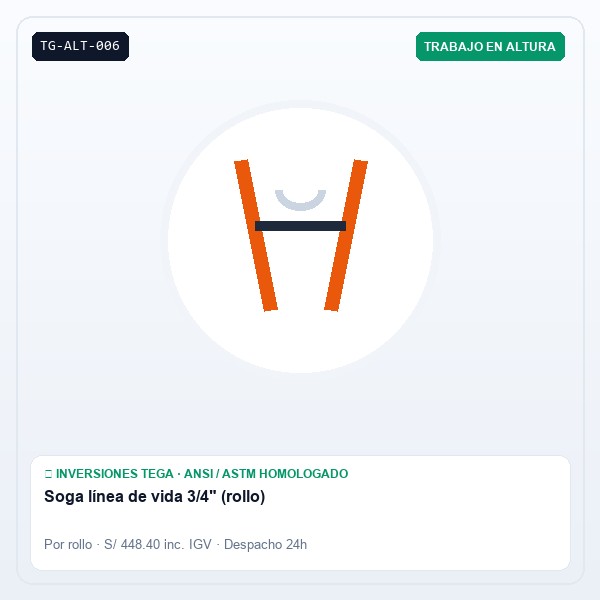 TG-ALT-006
TRABAJO EN ALTURA
INVERSIONES TEGA · ANSI / ASTM HOMOLOGADO
Soga línea de vida 3/4" (rollo)
Por rollo · S/ 448.40 inc. IGV · Despacho 24h